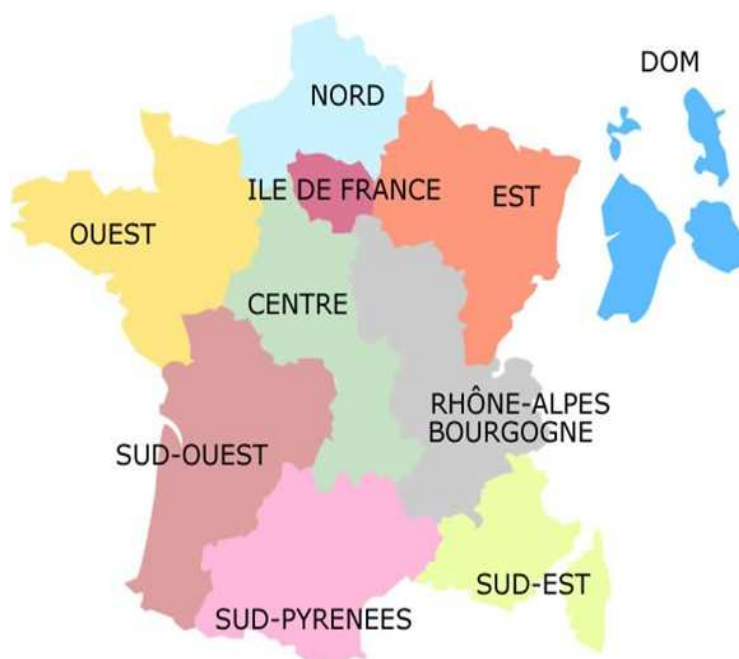 DOM
NORD
ILE DE FRANCE
EST
OUEST
CENTRE
RHÔNE-ALPES
BOURGOGNE
SUD-OUEST
SUD-EST
SUD-PYRENEES